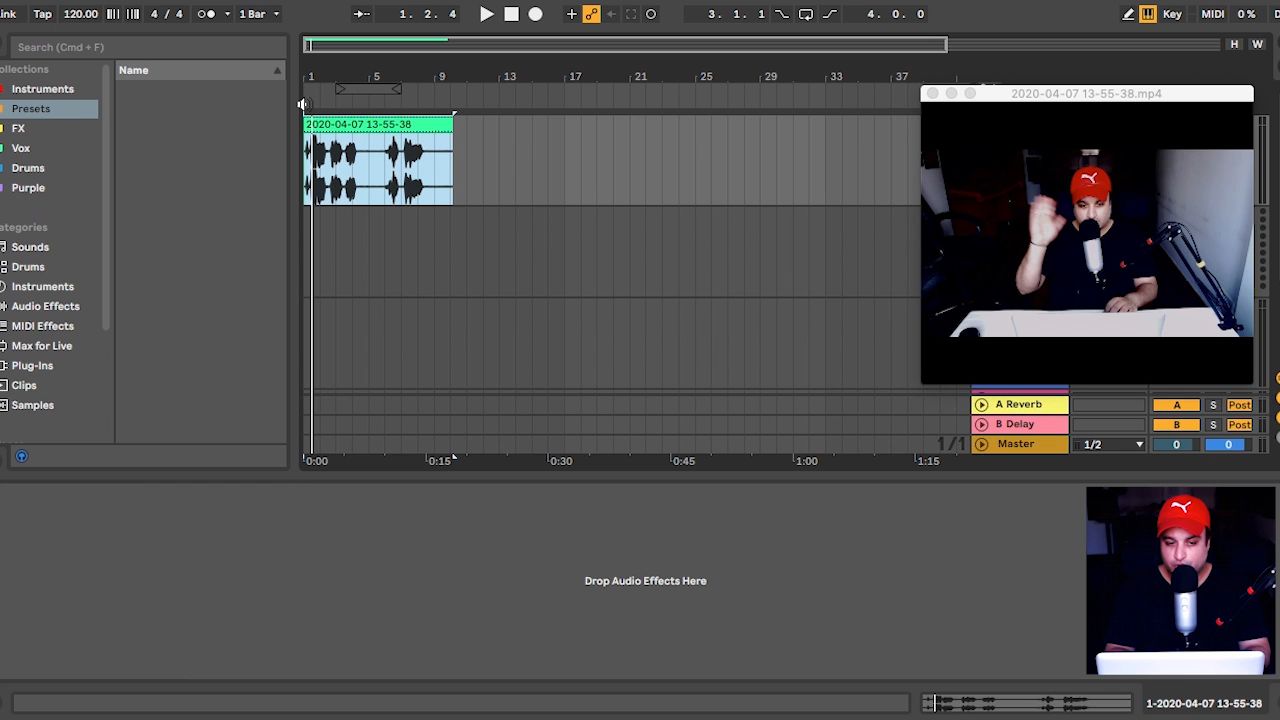 ink Tap 120.00 4 / 4 1 Bar 1. 2. 4 3. 1. 1 4. 0. 0 Key MIDI 0 % D
Search (Cmd + F) H W
ollections Name
Instruments
Presets
FX
Vox
Drums
Purple
ategories
Sounds
Drums
Instruments
Audio Effects
MIDI Effects
Max for Live
Plug-Ins
Clips
Samples
1 5 9 13 17 21 25 29 33 37
2020-04-07 13-55-38
2020-04-07 13-55-38.mp4
A Reverb A S Post
B Delay B S Post
1/1 Master 1/2 0 0
0:00 0:15 0:30 0:45 1:00 1:15
Drop Audio Effects Here
1-2020-04-07 13-55-38